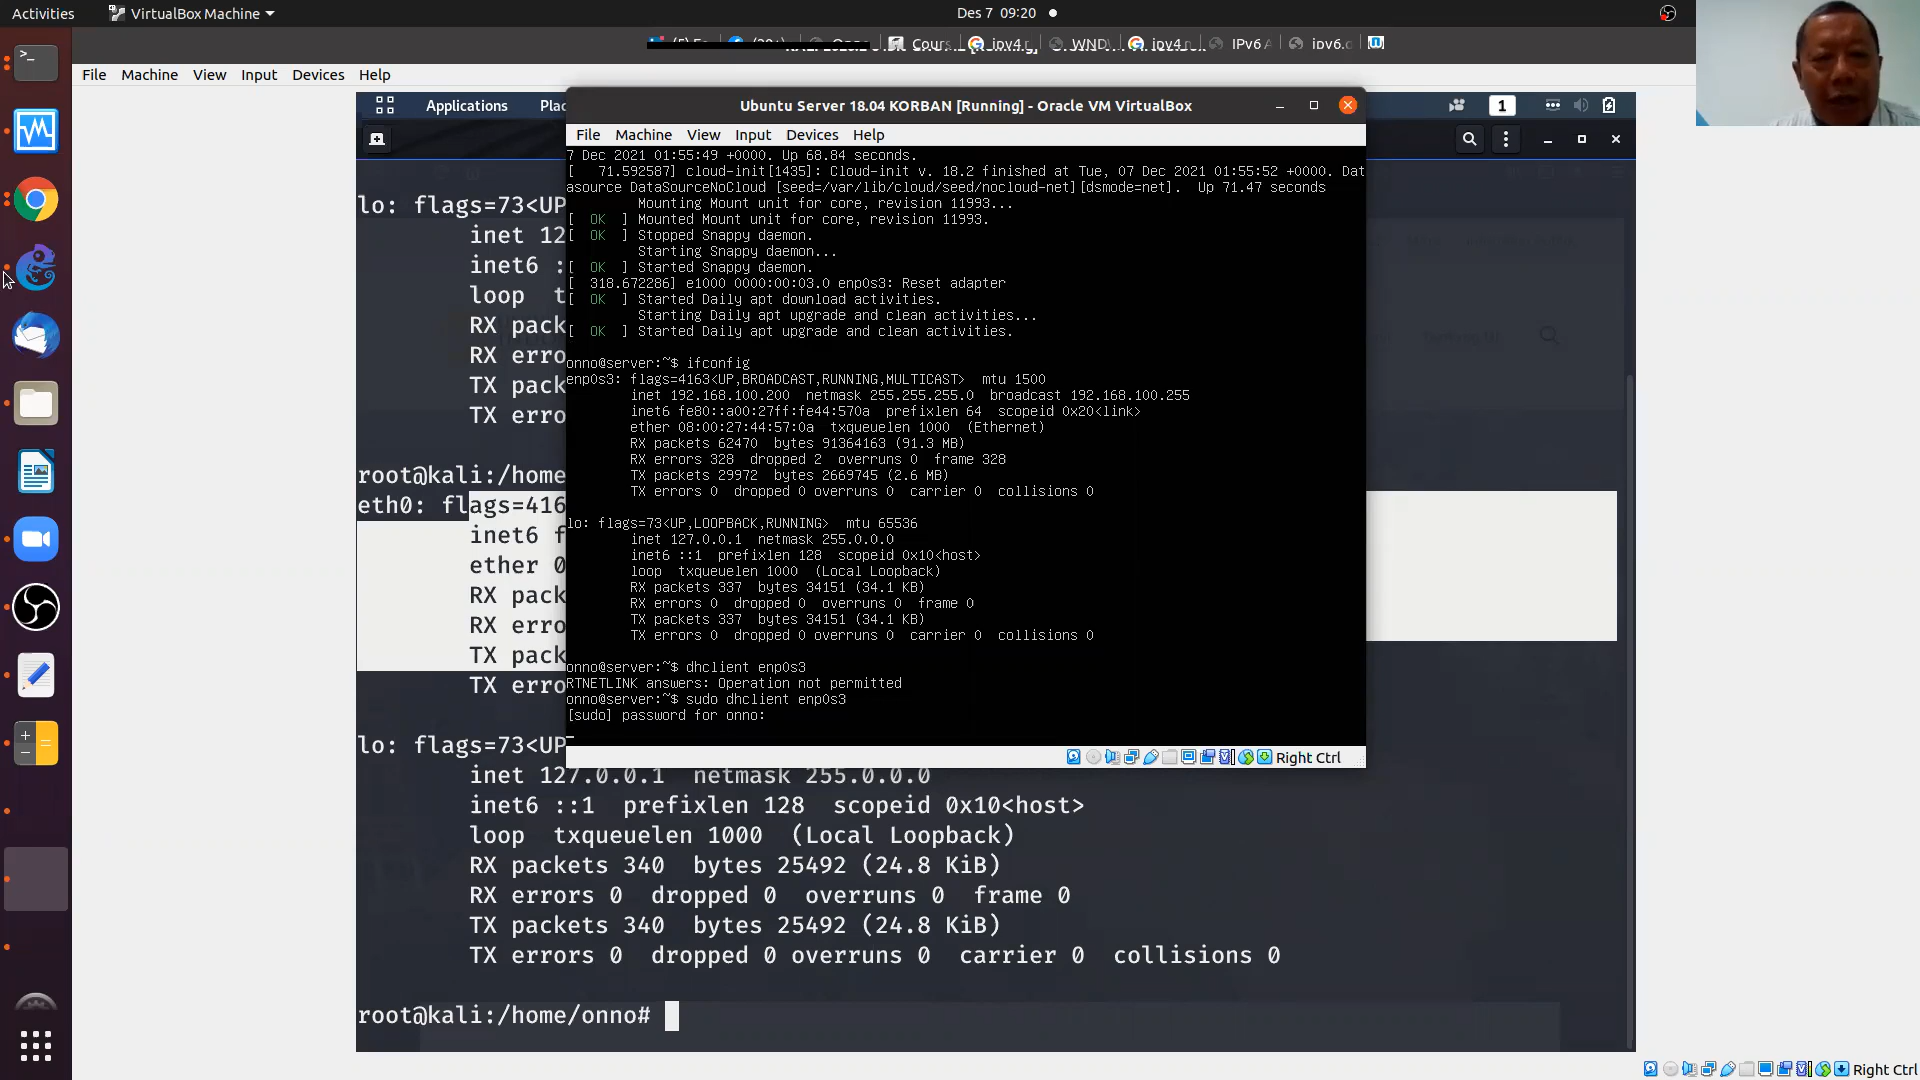 Activities
VirtualBox Machine
Des 7 09:20
Cours
ipv4 r
WND
ipv4.r
IPv6 A
ipv6.c
File Machine View Input Devices Help
Applications
Plac
1
Ubuntu Server 18.04 KORBAN [Running] - Oracle VM VirtualBox
File Machine View Input Devices Help
7 Dec 2021 01:55:49 +0000. Up 68.84 seconds.
[   71.592587] cloud-init[1435]: Cloud-init v. 18.2 finished at Tue, 07 Dec 2021 01:55:52 +0000. Dat
asource DataSourceNoCloud [seed=/var/lib/cloud/seed/nocloud-net][dsmode=net].  Up 71.47 seconds
Mounting Mount unit for core, revision 11993...
[  OK  ] Mounted Mount unit for core, revision 11993.
[  OK  ] Stopped Snappy daemon.
Starting Snappy daemon...
[  OK  ] Started Snappy daemon.
[  318.672286] e1000 0000:00:03.0 enp0s3: Reset adapter
[  OK  ] Started Daily apt download activities.
Starting Daily apt upgrade and clean activities...
[  OK  ] Started Daily apt upgrade and clean activities.
onno@server:~$ ifconfig
enp0s3: flags=4163<UP,BROADCAST,RUNNING,MULTICAST>  mtu 1500
inet 192.168.100.200  netmask 255.255.255.0  broadcast 192.168.100.255
inet6 fe80::a00:27ff:fe44:570a  prefixlen 64  scopeid 0x20<link>
ether 08:00:27:44:57:0a  txqueuelen 1000  (Ethernet)
RX packets 62470  bytes 91364163 (91.3 MB)
RX errors 328  dropped 2  overruns 0  frame 328
TX packets 29972  bytes 2669745 (2.6 MB)
TX errors 0  dropped 0 overruns 0  carrier 0  collisions 0
lo: flags=73<UP,LOOPBACK,RUNNING>  mtu 65536
inet 127.0.0.1  netmask 255.0.0.0
inet6 ::1  prefixlen 128  scopeid 0x10<host>
loop  txqueuelen 1000  (Local Loopback)
RX packets 337  bytes 34151 (34.1 KB)
RX errors 0  dropped 0  overruns 0  frame 0
TX packets 337  bytes 34151 (34.1 KB)
TX errors 0  dropped 0 overruns 0  carrier 0  collisions 0
onno@server:~$ dhclient enp0s3
RTNETLINK answers: Operation not permitted
onno@server:~$ sudo dhclient enp0s3
[sudo] password for onno:
Right Ctrl
lo: flags=73<UP
inet 12
inet6 :
loop  t
RX pack
RX erro
TX pack
TX erro
root@kali:/home
eth0: flags=416
inet6 f
ether 0
RX pack
RX erro
TX pack
TX erro
lo: flags=73<UP
inet 127.0.0.1  netmask 255.0.0.0
inet6 ::1  prefixlen 128  scopeid 0x10<host>
loop  txqueuelen 1000  (Local Loopback)
RX packets 340  bytes 25492 (24.8 KiB)
RX errors 0  dropped 0  overruns 0  frame 0
TX packets 340  bytes 25492 (24.8 KiB)
TX errors 0  dropped 0 overruns 0  carrier 0  collisions 0
root@kali:/home/onno#
Right Ctrl